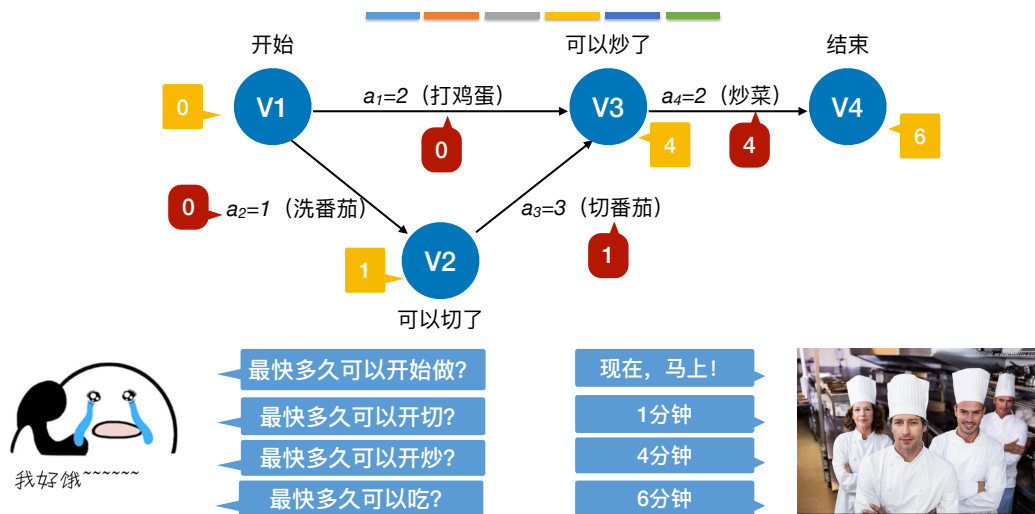 开始
可以炒了
结束
0
V1
a₁=2（打鸡蛋）
V3
a₄=2（炒菜）
V4
6
0
4
4
0
a₂=1（洗番茄）
a₃=3（切番茄）
1
V2
1
可以切了
最快多久可以开始做？
现在，马上！
最快多久可以开切？
1分钟
最快多久可以开炒？
4分钟
最快多久可以吃？
6分钟
我好饿~~~~~~